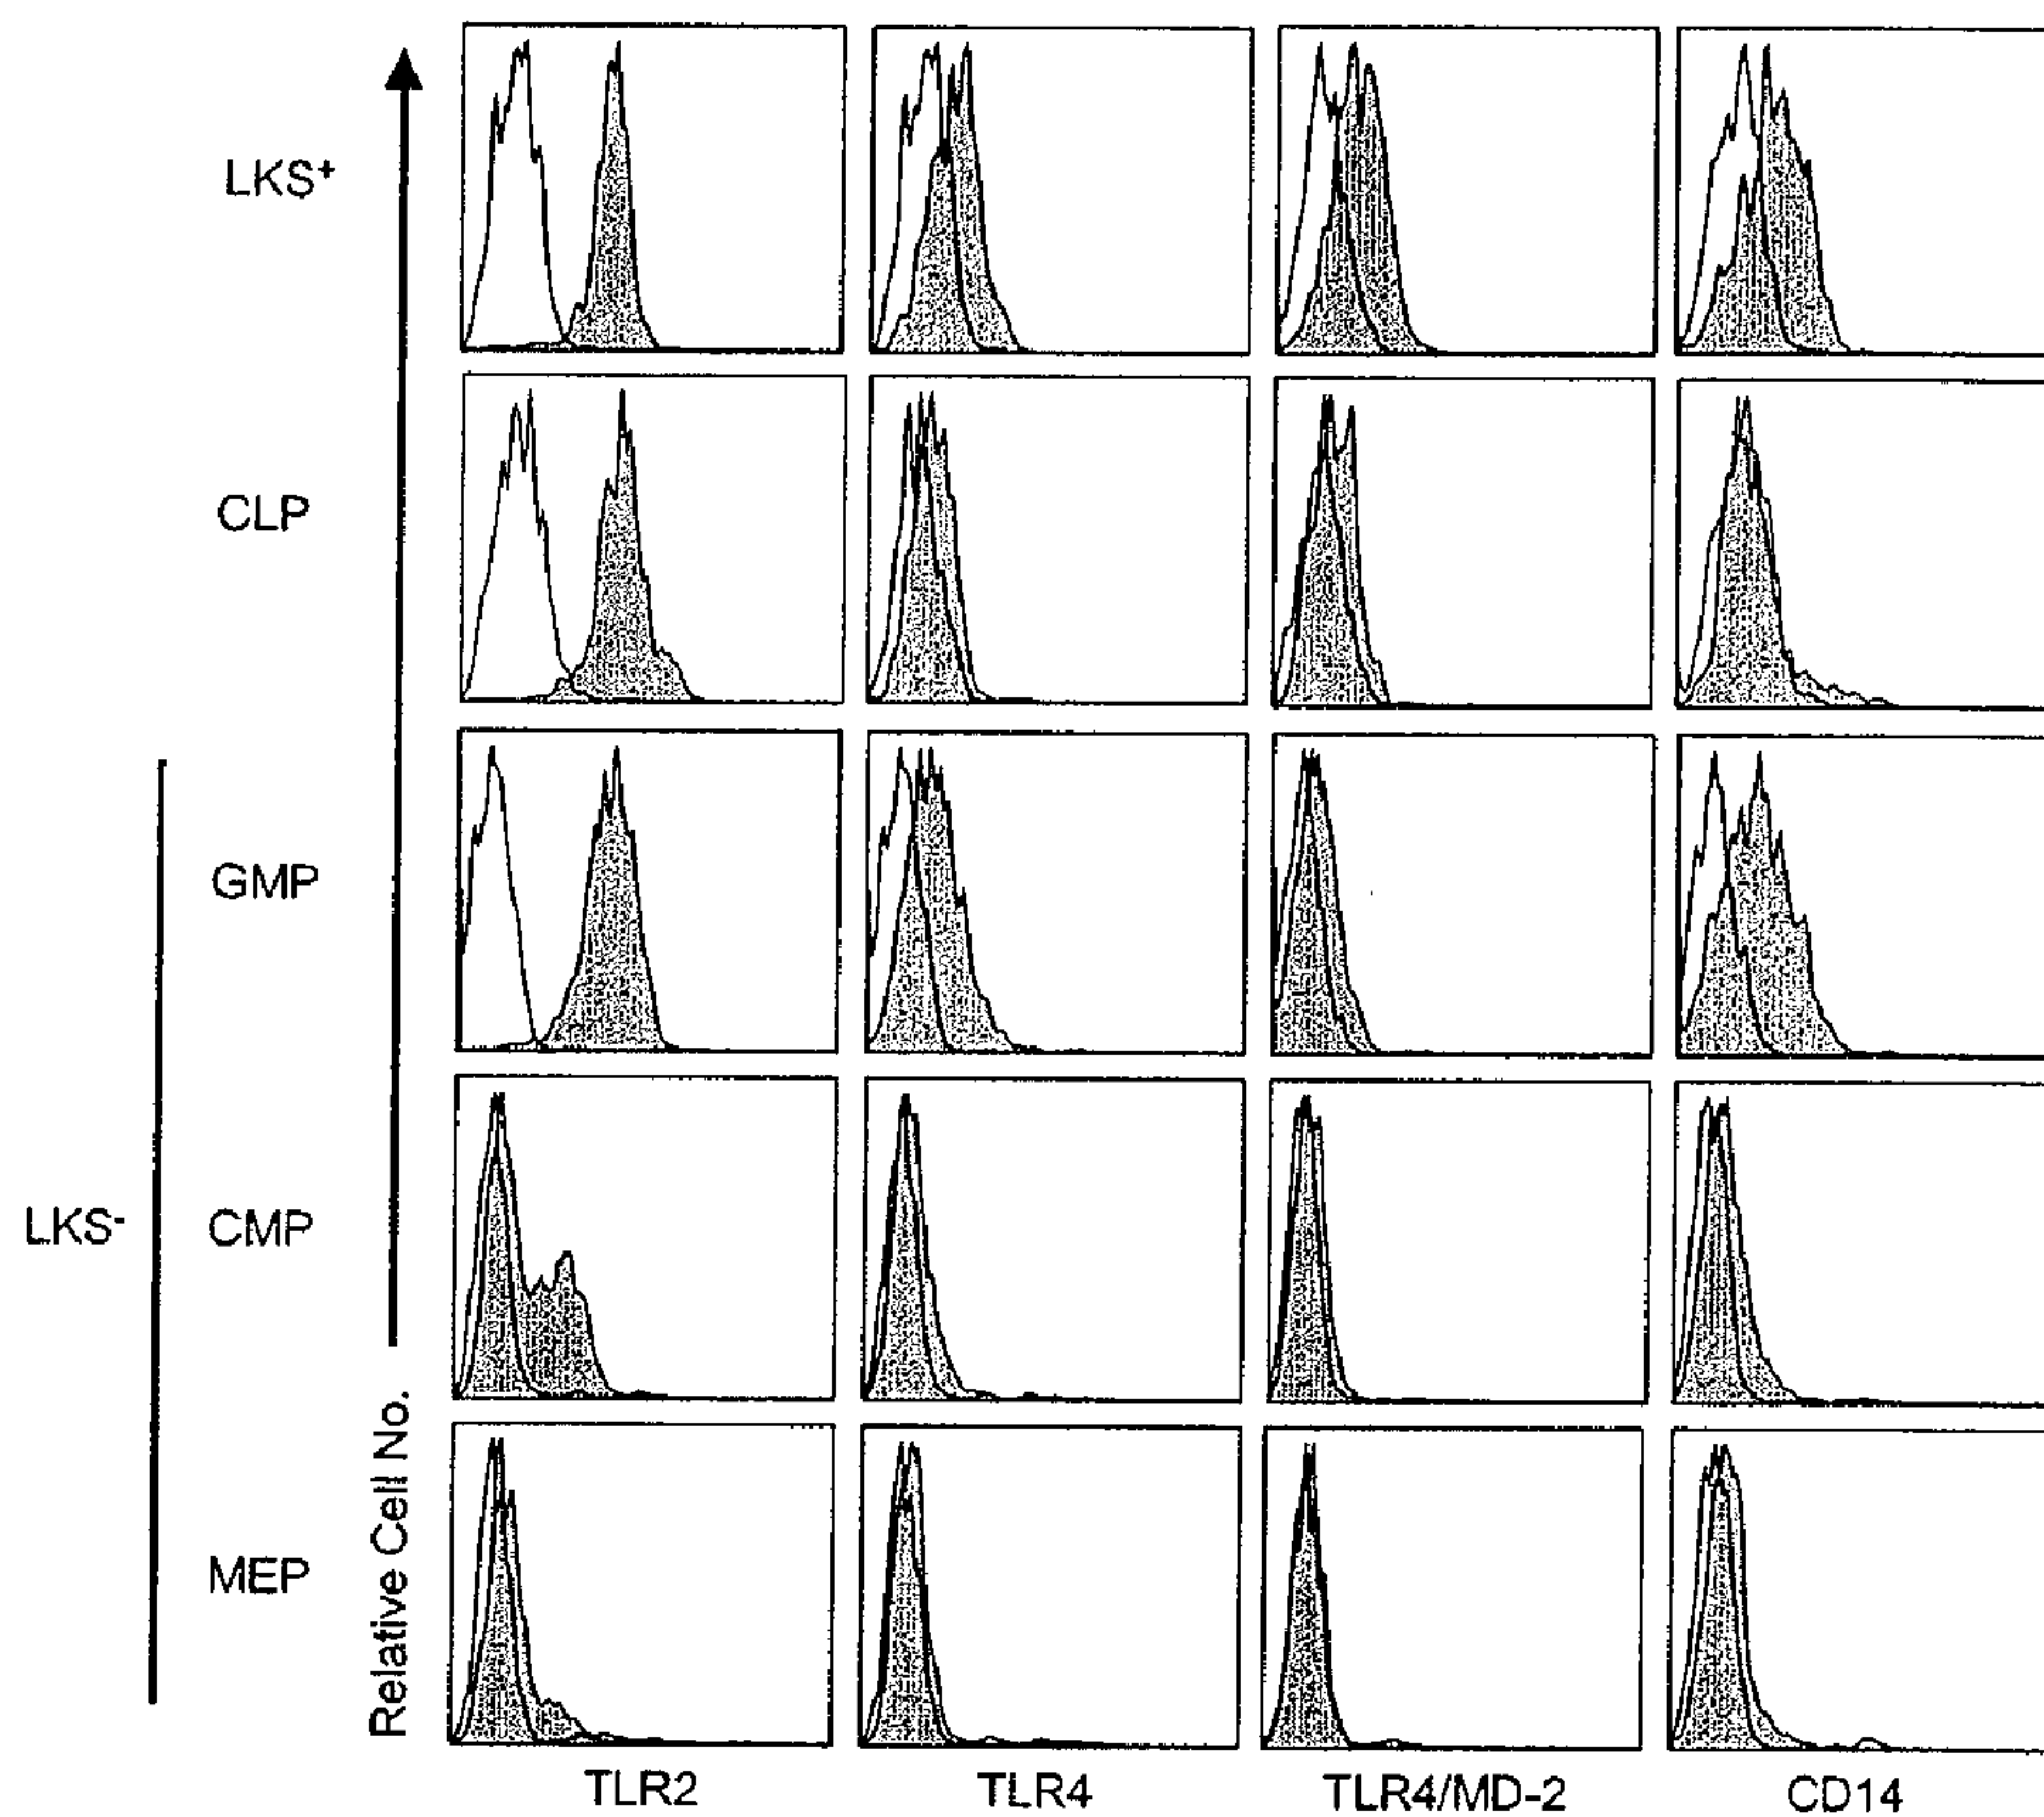 LKS+
CLP
GMP
LKS-
CMP
MEP
Relative Cell No.
TLR2
TLR4
TLR4/MD-2
CD14